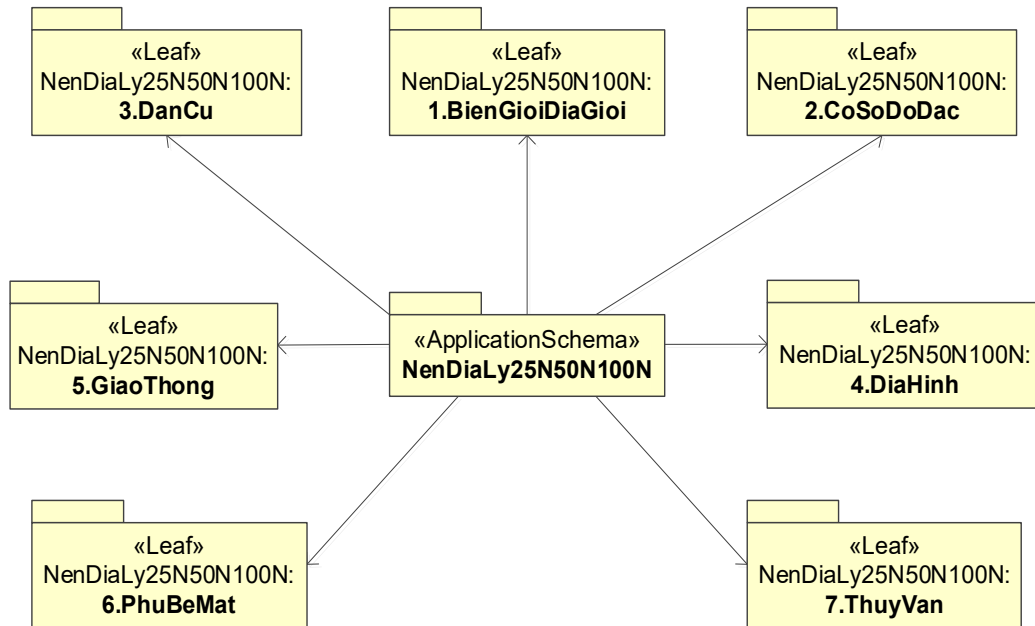 «Leaf»
NenDiaLy25N50N100N:
3.DanCu
«Leaf»
NenDiaLy25N50N100N:
1.BienGioiDiaGioi
«Leaf»
NenDiaLy25N50N100N:
2.CoSoDoDac
«Leaf»
NenDiaLy25N50N100N:
5.GiaoThong
«ApplicationSchema»
NenDiaLy25N50N100N
«Leaf»
NenDiaLy25N50N100N:
4.DiaHinh
«Leaf»
NenDiaLy25N50N100N:
6.PhuBeMat
«Leaf»
NenDiaLy25N50N100N:
7.ThuyVan